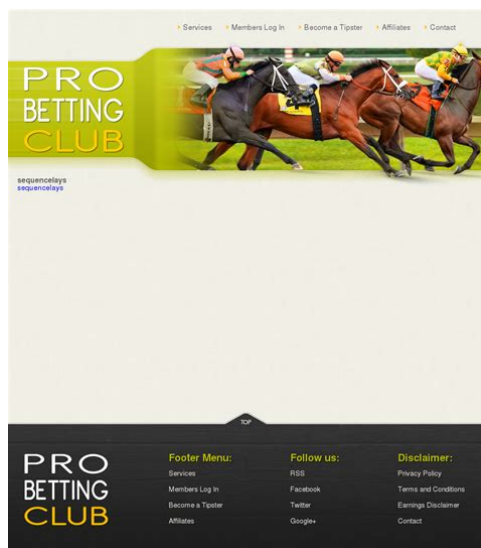 Services
Members Log In
Become a Tipster
Affiliates
Contact
PRO
BETTING
CLUB
sequencelays
sequencelays
TOP
PRO
BETTING
CLUB
Footer Menu:
Services
Members Log In
Become a Tipster
Affiliates
Follow us:
RSS
Facebook
Twitter
Google+
Disclaimer:
Privacy Policy
Terms and Conditions
Earnings Disclaimer
Contact